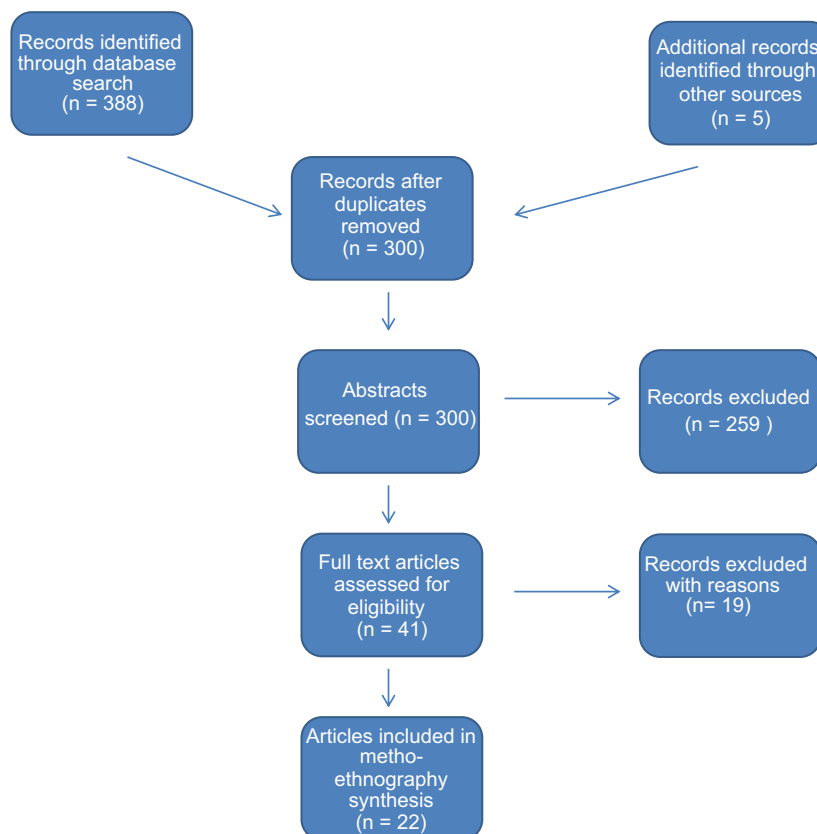 Records identified
through database
search
(n = 388)
Additional records
identified through
other sources
(n = 5)
Records after
duplicates
removed
(n = 300)
Abstracts
screened (n = 300)
Records excluded
(n = 259 )
Full text articles
assessed for
eligibility
(n = 41)
Records excluded
with reasons
(n= 19)
Articles included in
metho-
ethnography
synthesis
(n = 22)